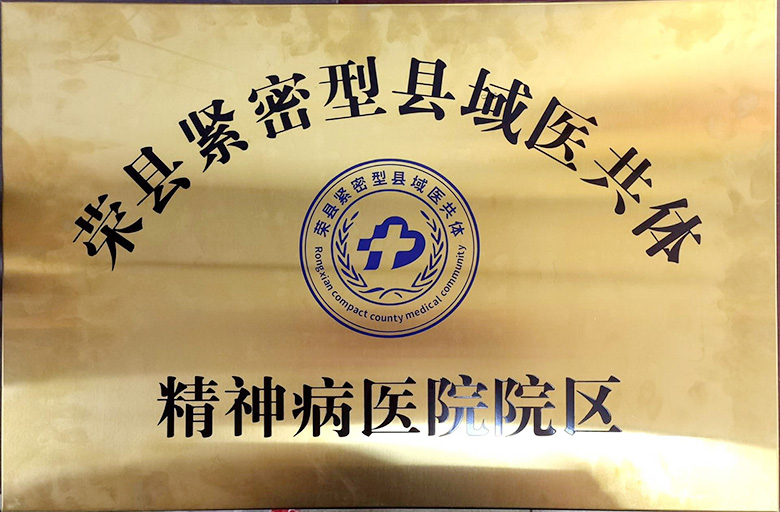 荣县紧密型县域医共体
荣县紧密型县域医共体
Rongxian compact county medical community
精神病医院院区